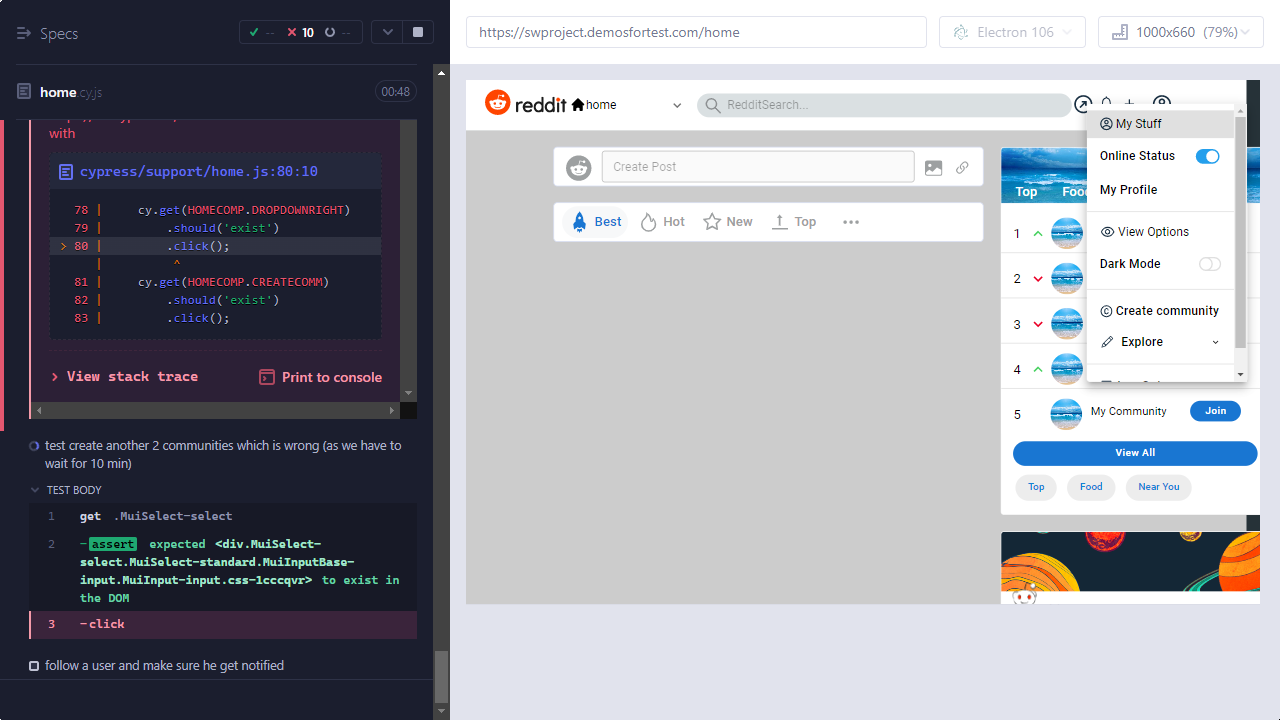 Specs
-- 10 --
https://swproject.demosfortest.com/home
Electron 106
1000x660 (79%)
home.cy.js
00:48
with
cypress/support/home.js:80:10
78 | cy.get(HOMECOMP.DROPDOWNRIGHT)
79 | .should('exist')
> 80 | .click();
| ^
81 | cy.get(HOMECOMP.CREATECOMM)
82 | .should('exist')
83 | .click();
View stack trace
Print to console
test create another 2 communities which is wrong (as we have to
wait for 10 min)
TEST BODY
1 get .MuiSelect-select
2 -assert expected <div.MuiSelect-
select.MuiSelect-standard.MuiInputBase-
input.MuiInput-input.css-1cccqvr> to exist in
the DOM
3 -click
follow a user and make sure he get notified
reddit home
RedditSearch...
Create Post
Best
Hot
New
Top
Top
1
2
3
4
5
My Community
Join
View All
Top
Food
Near You
My Stuff
Online Status
My Profile
View Options
Dark Mode
Create community
Explore